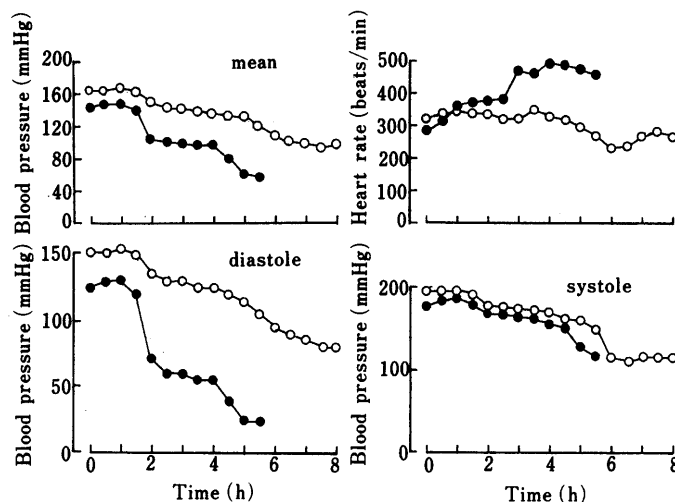 Blood pressure (mmHg)
200
160
120
80
40
0
mean
Heart rate (beats/min)
500
400
300
200
0
Blood pressure (mmHg)
150
100
50
0
diastole
0 2 4 6 8
Time (h)
Blood pressure (mmHg)
200
100
0
systole
0 2 4 6 8
Time (h)